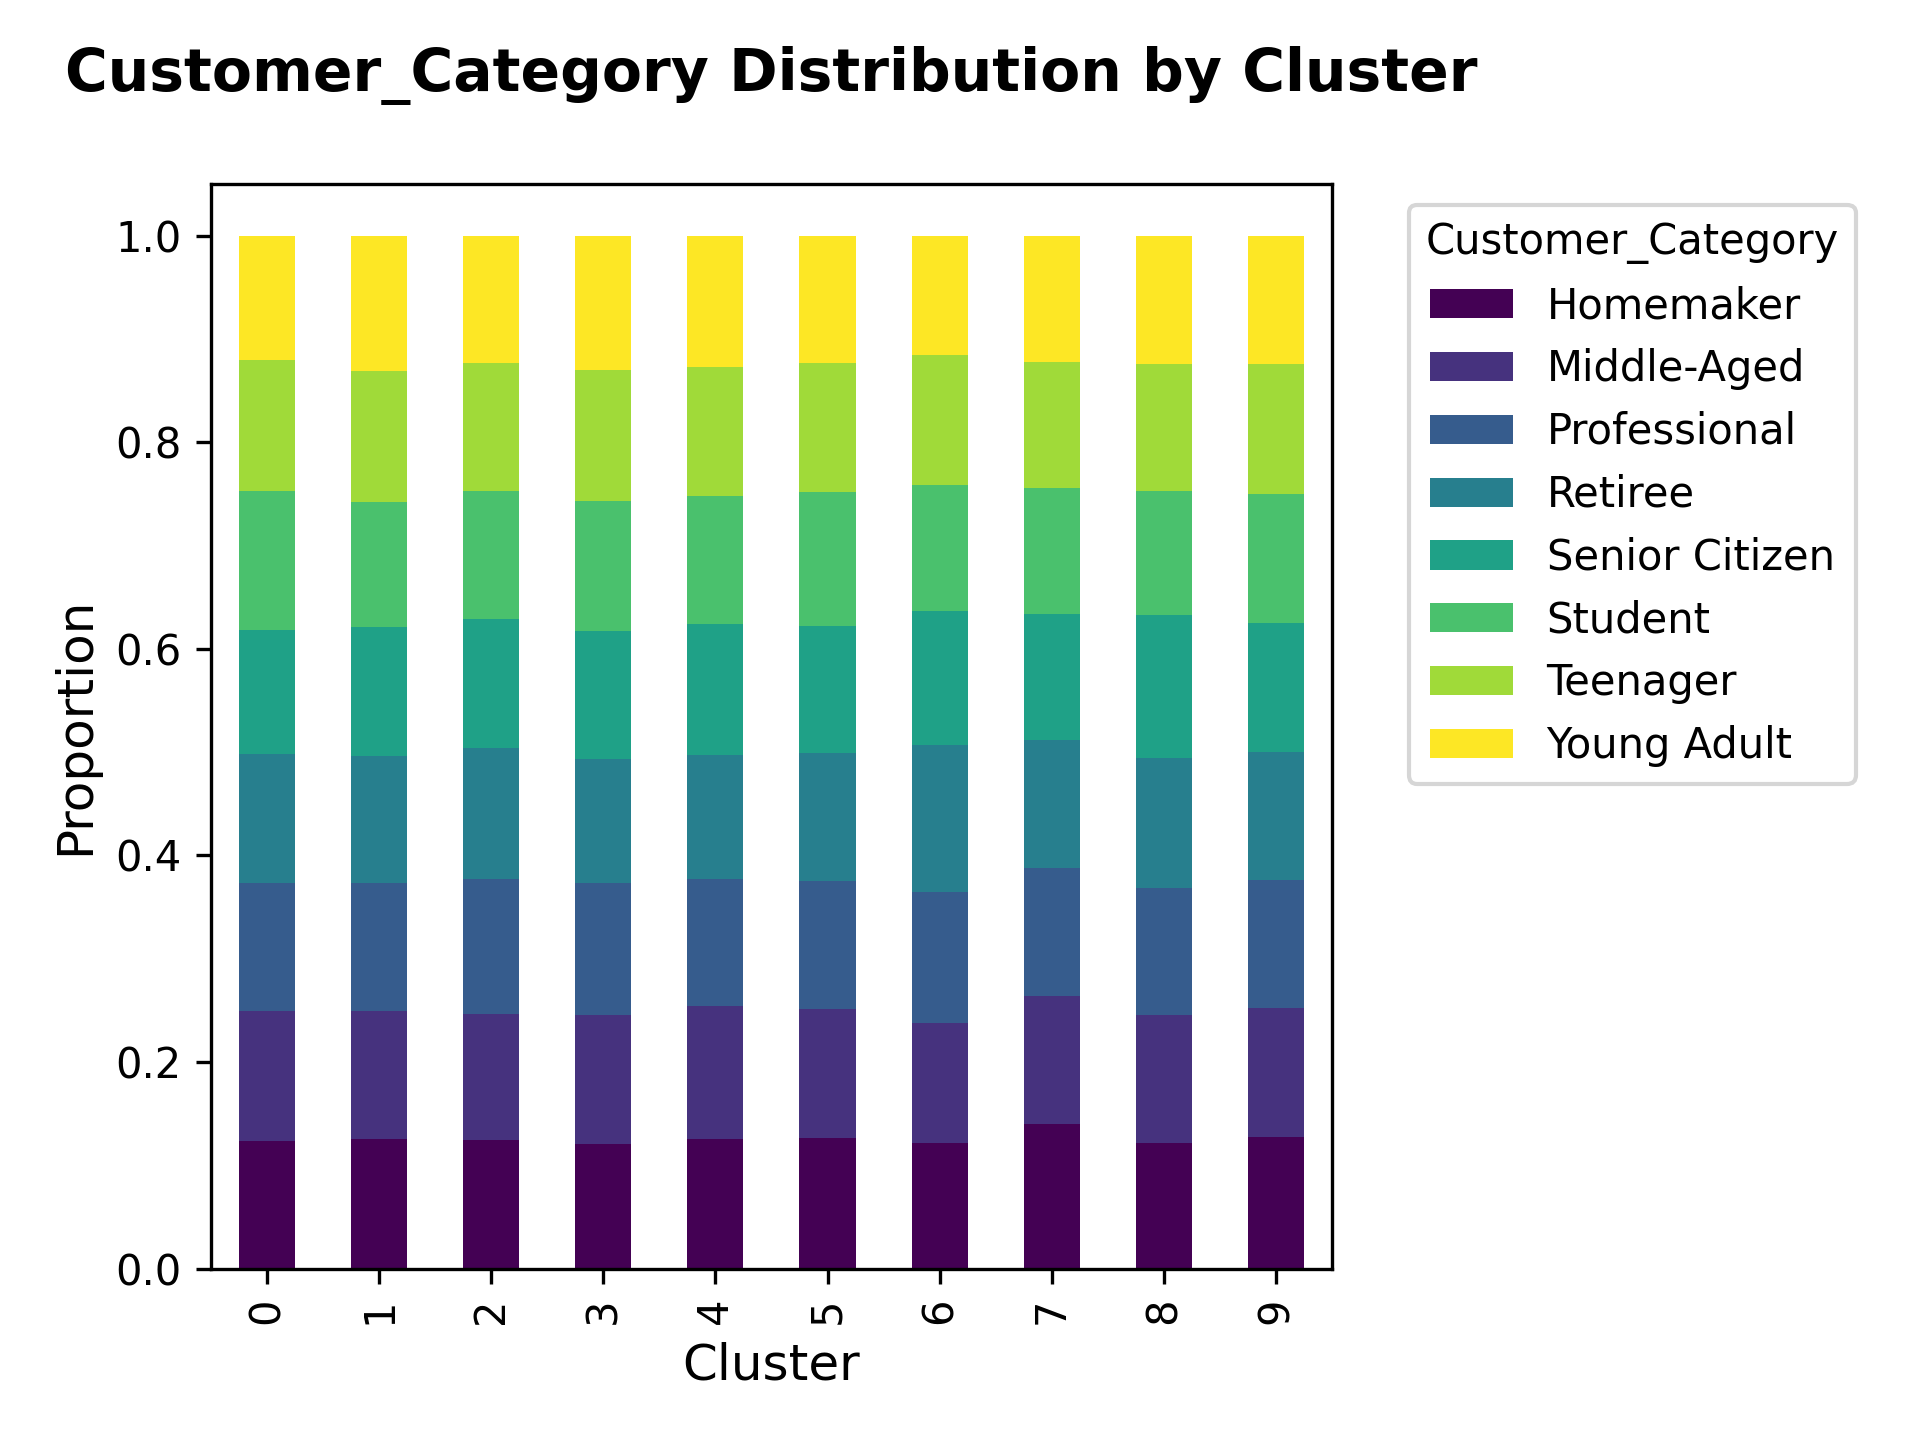 Customer_Category Distribution by Cluster
Customer_Category
Homemaker
Middle-Aged
Professional
Retiree
Senior Citizen
Student
Teenager
Young Adult
Proportion
1.0
0.8
0.6
0.4
0.2
0.0
0 1 2 3 4 5 6 7 8 9
Cluster